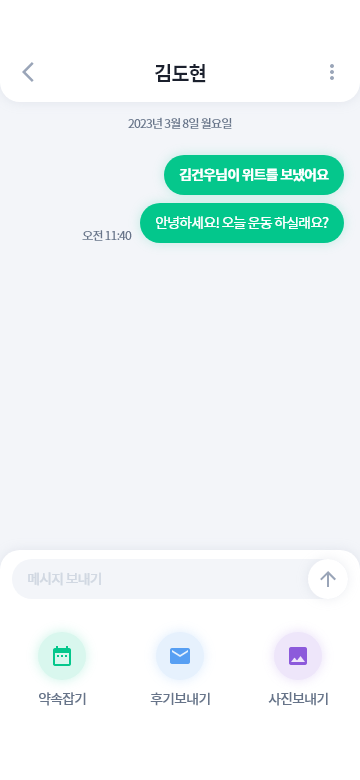 김도현
2023년 3월 8일 월요일
김건우님이 위트를 보냈어요
안녕하세요! 오늘 운동 하실래요?
오전 11:40
메시지 보내기
약속잡기
후기보내기
사진보내기